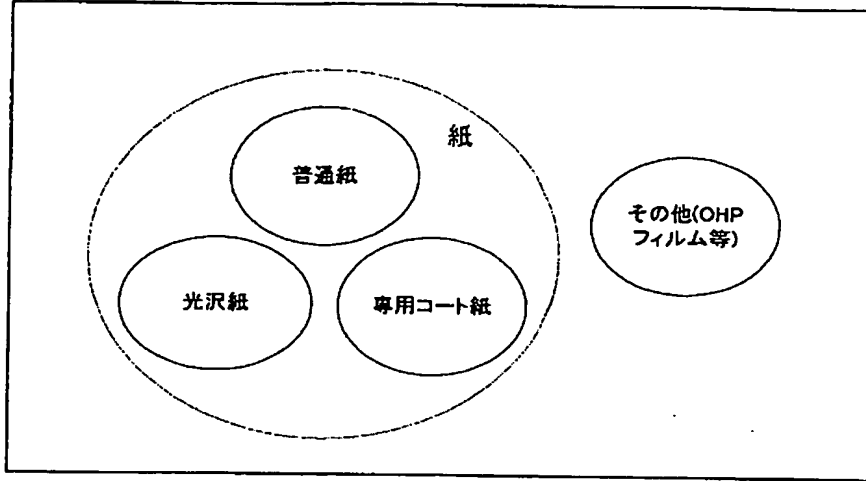 紙
普通紙
その他(OHP
フィルム等)
光沢紙
専用コート紙